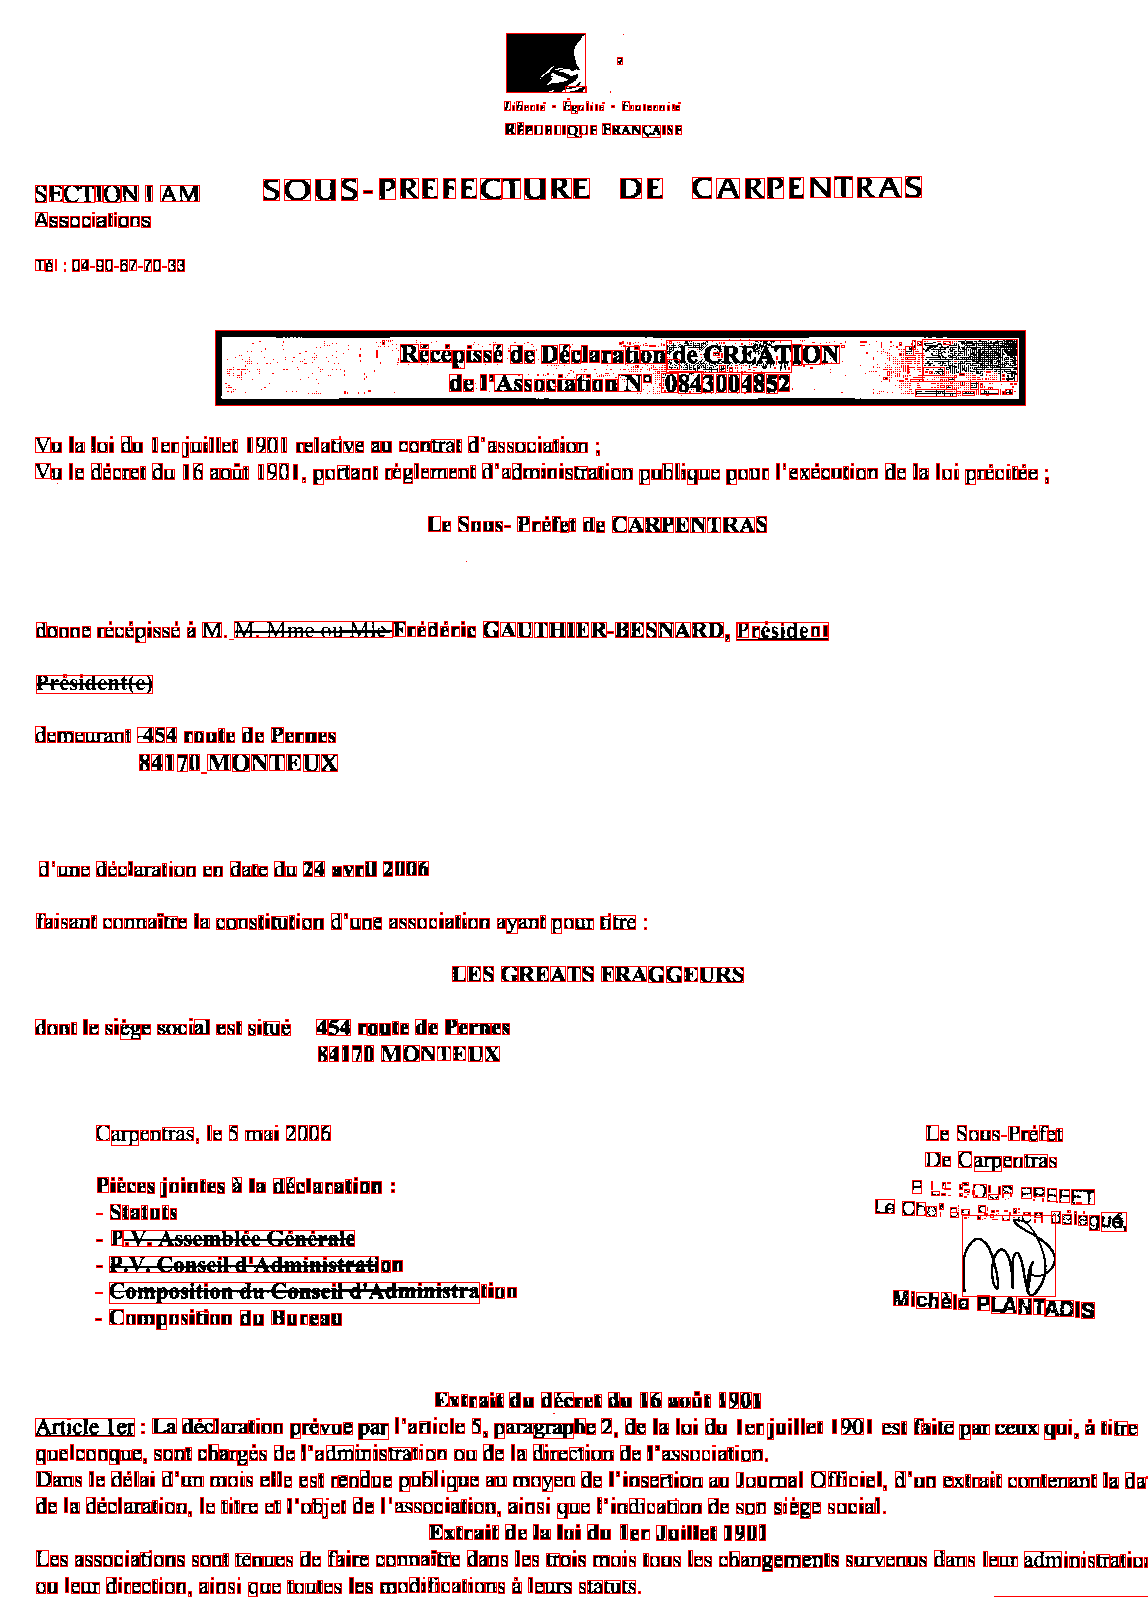 Liberté - Égalité - Fraternité
RÉPUBLIQUE FRANÇAISE
SECTION I AM SOUS-PREFECTURE DE CARPENTRAS
Associations
Tél : 04-90-67-70-33
Récépissé de Déclaration de CREATION
de l'Association N° 0843004852
Vu la loi du 1er juillet 1901 relative au contrat d'association ;
Vu le décret du 16 août 1901, portant règlement d'administration publique pour l'exécution de la loi précitée ;
Le Sous- Préfet de CARPENTRAS
donne récépissé à M. M. Mme ou Mle Frédéric GAUTHIER-BESNARD, Président
Président(e)
demeurant 454 route de Pernes
84170 MONTEUX
d'une déclaration en date du 24 avril 2006
faisant connaître la constitution d'une association ayant pour titre :
LES GREATS FRAGGEURS
dont le siège social est situé 454 route de Pernes
84170 MONTEUX
Carpentras, le 5 mai 2006 Le Sous-Préfet
De Carpentras
Pièces jointes à la déclaration : P. LE SOUS PREFET
- Statuts Le Chef de Section Délégué,
- P.V. Assemblée Générale
- P.V. Conseil d'Administration
- Composition du Conseil d'Administration
Michèle PLANTADIS
- Composition du Bureau
Extrait du décret du 16 août 1901
Article 1er : La déclaration prévue par l'article 5, paragraphe 2, de la loi du 1er juillet 1901 est faite par ceux qui, à titre
quelconque, sont chargés de l'administration ou de la direction de l'association.
Dans le délai d'un mois elle est rendue publique au moyen de l'insertion au Journal Officiel, d'un extrait contenant la da
de la déclaration, le titre et l'objet de l'association, ainsi que l'indication de son siège social.
Extrait de la loi du 1er Juillet 1901
Les associations sont tenues de faire connaître dans les trois mois tous les changements survenus dans leur administration
ou leur direction, ainsi que toutes les modifications à leurs statuts.